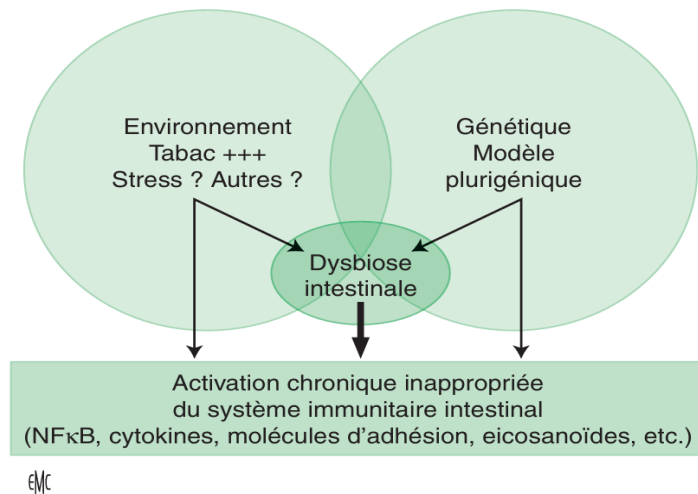 Environnement
Tabac +++
Stress ? Autres ?
Génétique
Modèle
plurigénique
Dysbiose
intestinale
Activation chronique inappropriée
du système immunitaire intestinal
(NFκB, cytokines, molécules d'adhésion, eicosanoïdes, etc.)
EMC